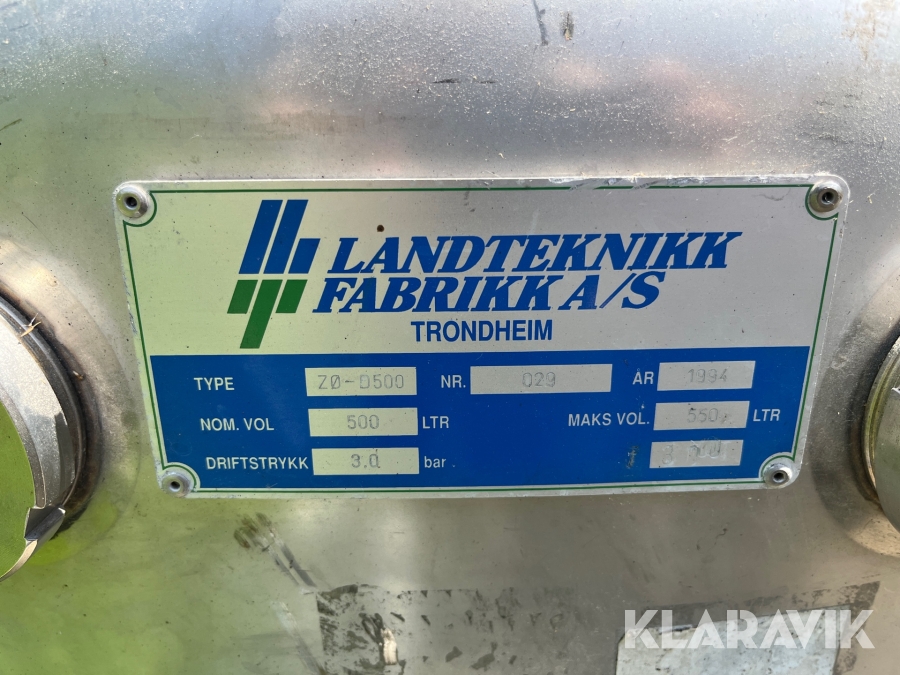 LANDTEKNIKK
FABRIKK A/S
TRONDHEIM
TYPE ZØ-D500 NR. 029 ÅR 1994
NOM. VOL 500 LTR MAKS VOL. 550 LTR
DRIFTSTRYKK 3.0 bar
KLARAVIK